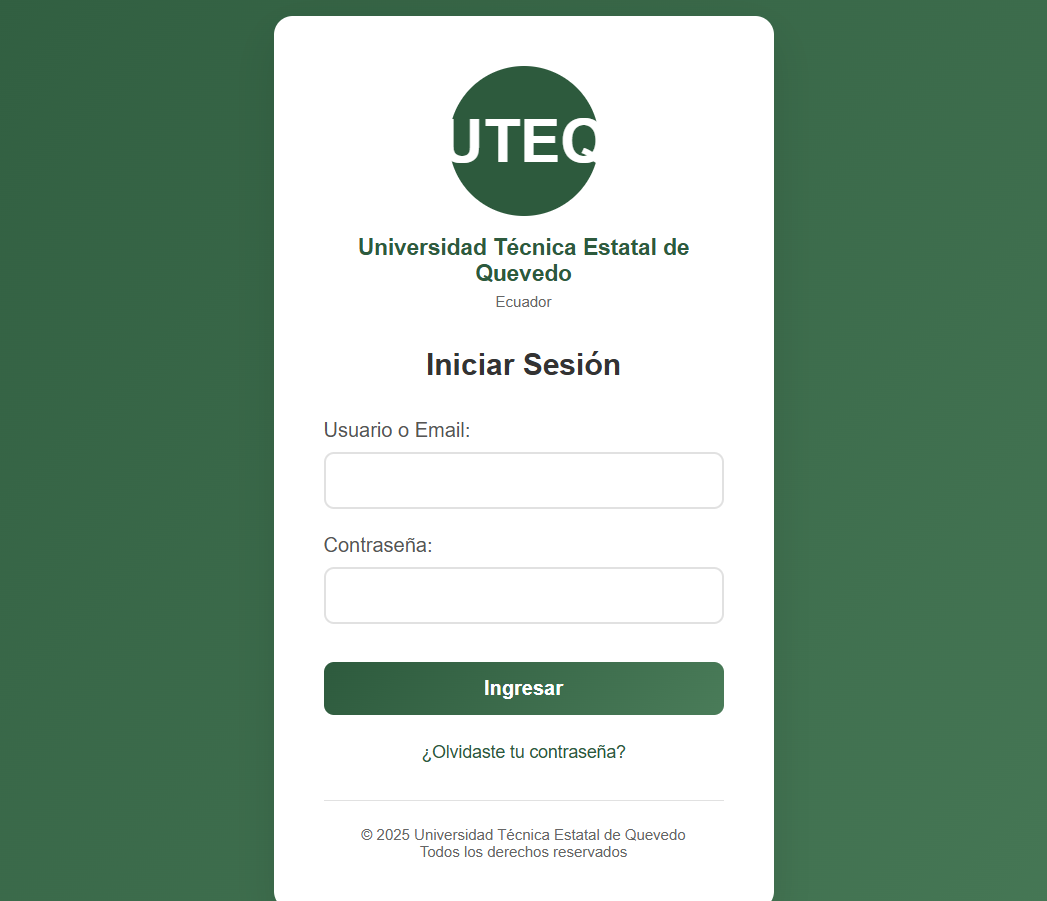 UTEQ
Universidad Técnica Estatal de
Quevedo
Ecuador
Iniciar Sesión
Usuario o Email:
Contraseña:
Ingresar
¿Olvidaste tu contraseña?
© 2025 Universidad Técnica Estatal de Quevedo
Todos los derechos reservados